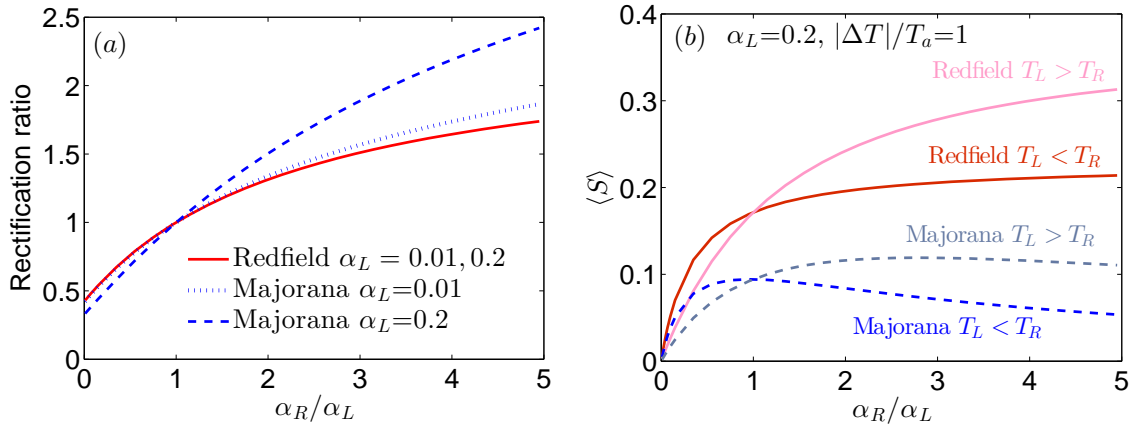 (a)
Rectification ratio
2.5
2
1.5
1
0.5
0
0 1 2 3 4 5
α_R/α_L
Redfield α_L = 0.01, 0.2
Majorana α_L=0.01
Majorana α_L=0.2
(b) α_L=0.2, |ΔT|/T_a=1
⟨S⟩
0.4
0.3
0.2
0.1
0
0 1 2 3 4 5
α_R/α_L
Redfield T_L > T_R
Redfield T_L < T_R
Majorana T_L > T_R
Majorana T_L < T_R